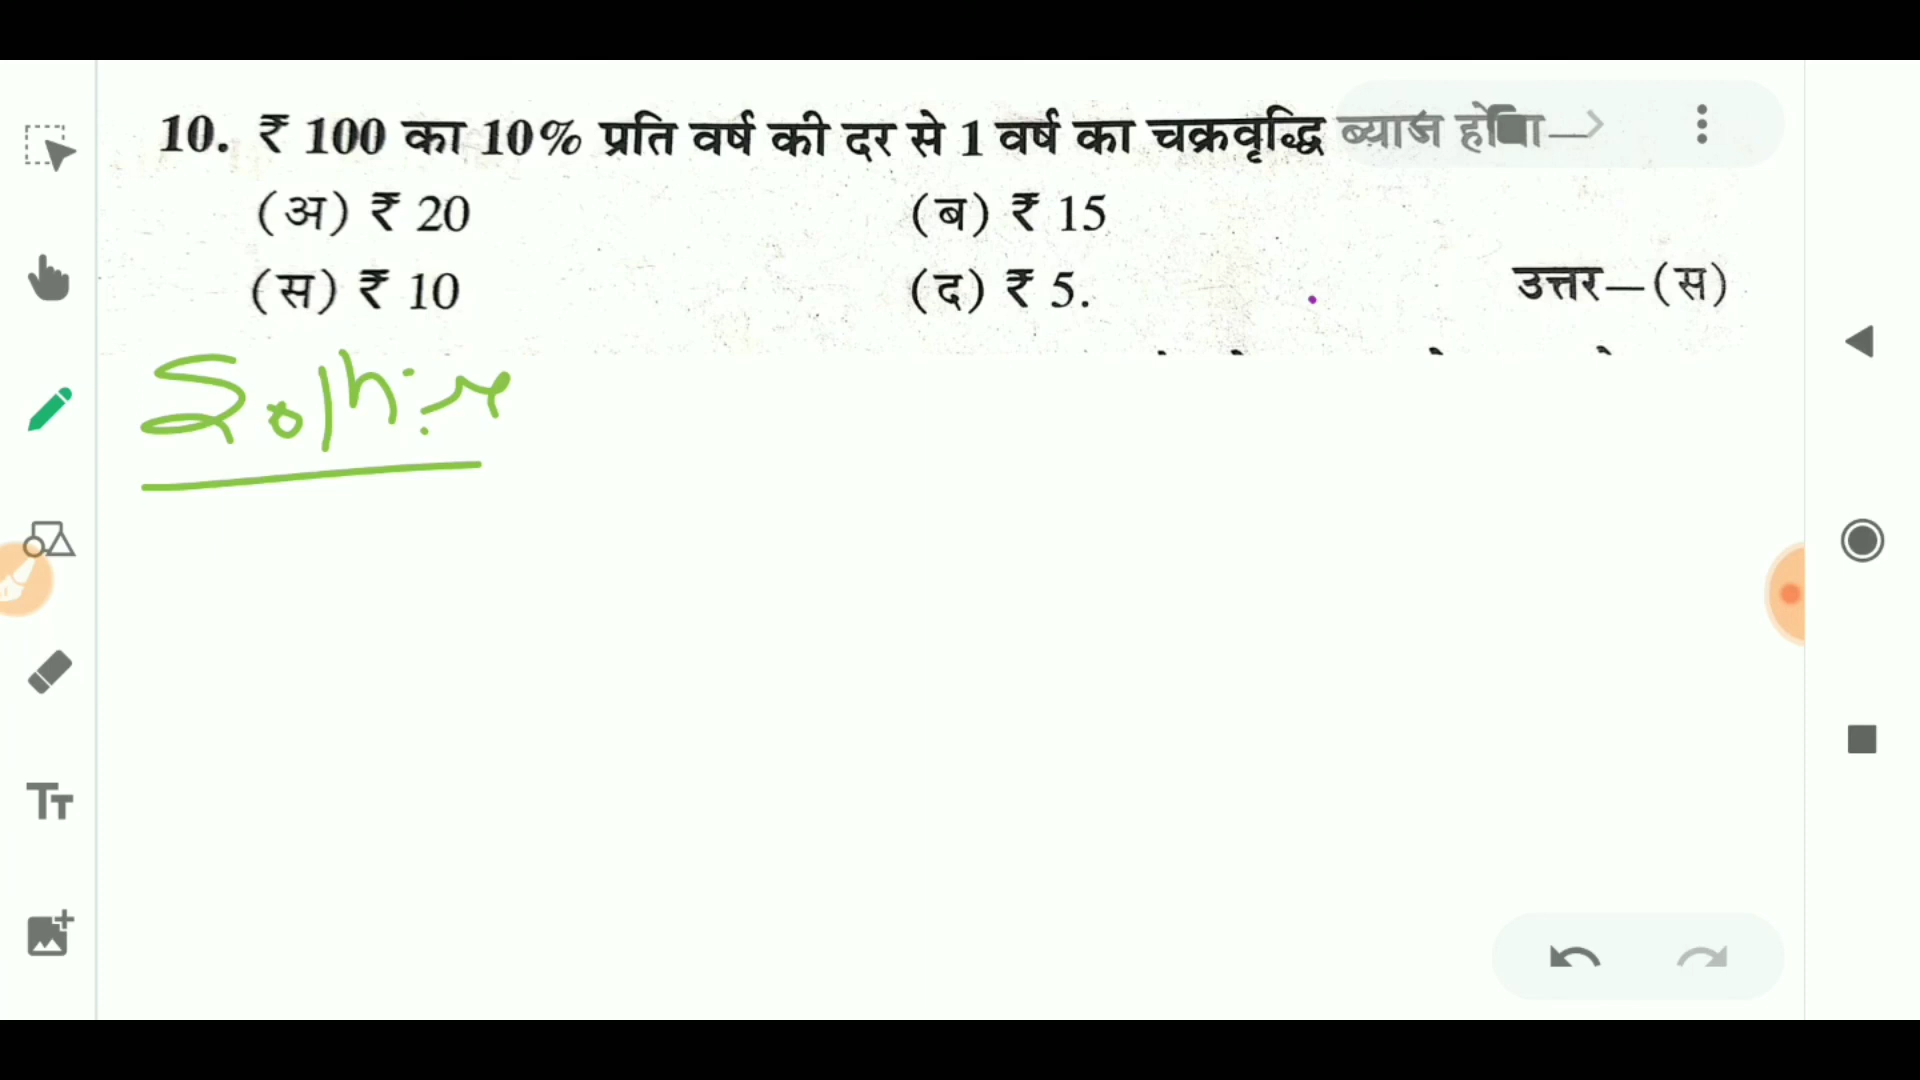 10. ₹ 100 का 10% प्रति वर्ष की दर से 1 वर्ष का चक्रवृद्धि ब्याज होगा—
(अ) ₹ 20 (ब) ₹ 15
(स) ₹ 10 (द) ₹ 5. उत्तर—(स)
Soln:-